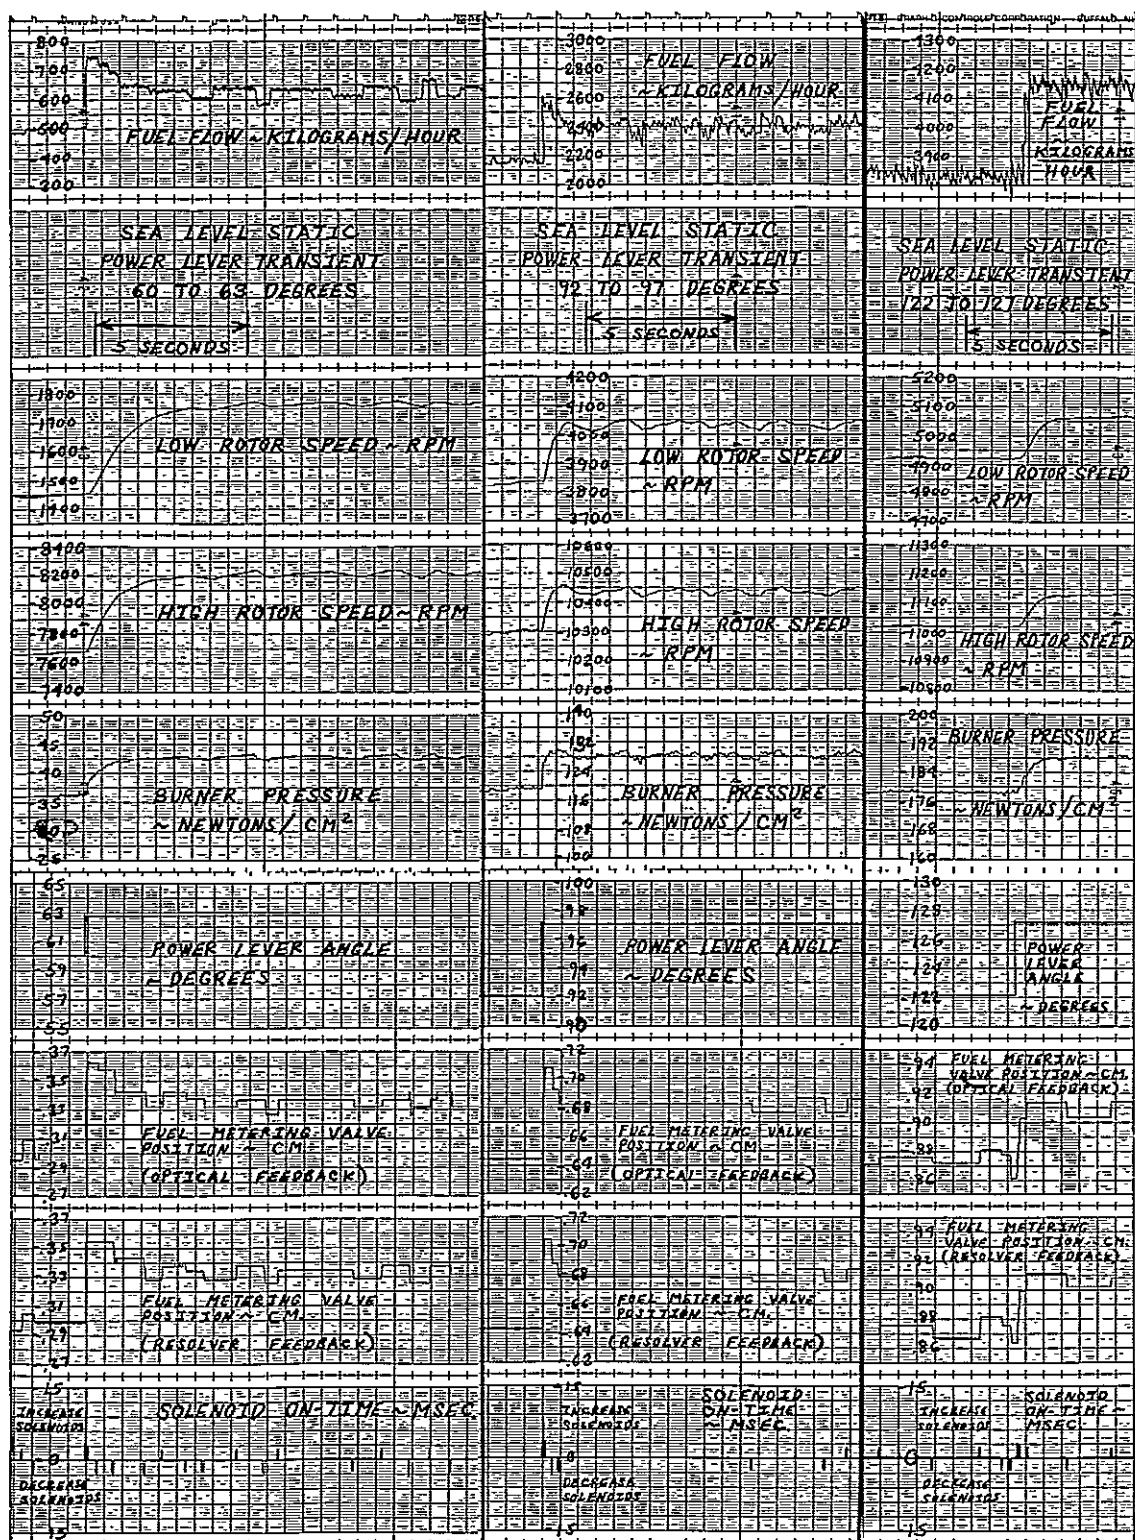 GRAPHIC CONTROLS CORPORATION BUFFALO, N
800
700
600
500
400
300
FUEL FLOW ~ KILOGRAMS/HOUR
SEA LEVEL STATIC
POWER LEVER TRANSIENT
60 TO 63 DEGREES
5 SECONDS
1800
1700
1600
1500
1400
LOW ROTOR SPEED ~ RPM
8400
8200
8000
7800
7600
7400
HIGH ROTOR SPEED ~ RPM
50
45
40
35
30
25
BURNER PRESSURE
~ NEWTONS/CM²
65
63
61
59
57
55
POWER LEVER ANGLE
~ DEGREES
.37
.35
.33
.31
.29
.27
FUEL METERING VALVE
POSITION ~ CM.
(OPTICAL FEEDBACK)
.37
.35
.33
.31
.29
.27
FUEL METERING VALVE
POSITION ~ CM.
(RESOLVER FEEDBACK)
15
INCREASE
SOLENOIDS
SOLENOID ON-TIME ~ MSEC.
0
DECREASE
SOLENOIDS
15
3000
2800
2600
2400
2200
2000
FUEL FLOW
~ KILOGRAMS/HOUR
SEA LEVEL STATIC
POWER LEVER TRANSIENT
92 TO 97 DEGREES
5 SECONDS
4200
4100
4000
3900
3800
3700
LOW ROTOR SPEED
~ RPM
10600
10500
10400
10300
10200
10100
HIGH ROTOR SPEED
~ RPM
140
132
124
116
108
100
BURNER PRESSURE
~ NEWTONS/CM²
100
98
96
94
92
90
POWER LEVER ANGLE
~ DEGREES
.72
.70
.68
.66
.64
.62
FUEL METERING VALVE
POSITION ~ CM
(OPTICAL FEEDBACK)
.72
.70
.68
.66
.64
.62
FUEL METERING VALVE
POSITION ~ CM.
(RESOLVER FEEDBACK)
15
INCREASE
SOLENOIDS
SOLENOID
ON-TIME
~ MSEC.
0
DECREASE
SOLENOIDS
15
4300
4200
4100
4000
3900
FUEL
FLOW
~
KILOGRAMS
HOUR
SEA LEVEL STATIC
POWER LEVER TRANSIENT
122 TO 127 DEGREES
5 SECONDS
5200
5100
5000
4900
4800
4700
LOW ROTOR SPEED
~ RPM
11300
11200
11100
11000
10900
10800
HIGH ROTOR SPEED
~ RPM
200
192
184
176
168
160
BURNER PRESSURE
~ NEWTONS/CM²
130
128
126
124
122
120
POWER
LEVER
ANGLE
~ DEGREES
.94
.92
.90
.88
.86
FUEL METERING
VALVE POSITION ~ CM.
(OPTICAL FEEDBACK)
.94
.92
.90
.88
.86
FUEL METERING
VALVE POSITION ~ CM.
(RESOLVER FEEDBACK)
15
INCREASE
SOLENOIDS
SOLENOID
ON-TIME ~
MSEC.
0
DECREASE
SOLENOIDS
15